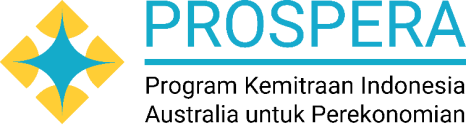 PROSPERA
Program Kemitraan Indonesia
Australia untuk Perekonomian